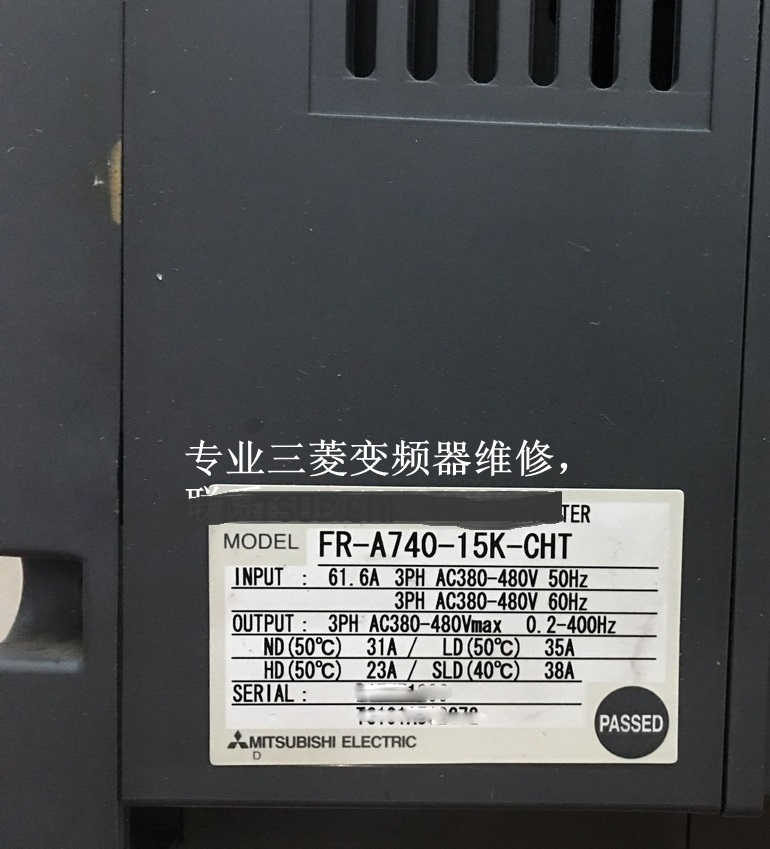 专业三菱变频器维修，
MODEL FR-A740-15K-CHT
INPUT : 61.6A 3PH AC380-480V 50Hz
3PH AC380-480V 60Hz
OUTPUT : 3PH AC380-480Vmax 0.2-400Hz
ND(50℃) 31A / LD(50℃) 35A
HD(50℃) 23A / SLD(40℃) 38A
SERIAL :
PASSED
MITSUBISHI ELECTRIC
D